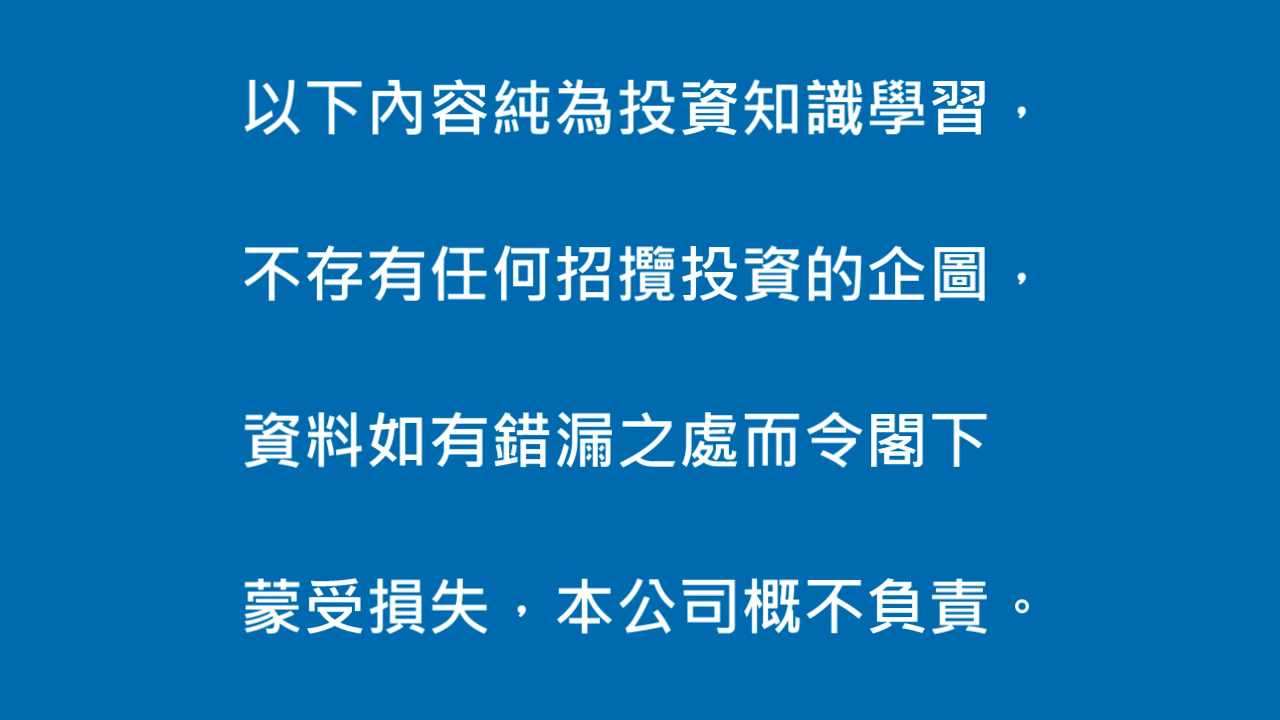 以下內容純為投資知識學習，
不存有任何招攬投資的企圖，
資料如有錯漏之處而令閣下
蒙受損失，本公司概不負責。